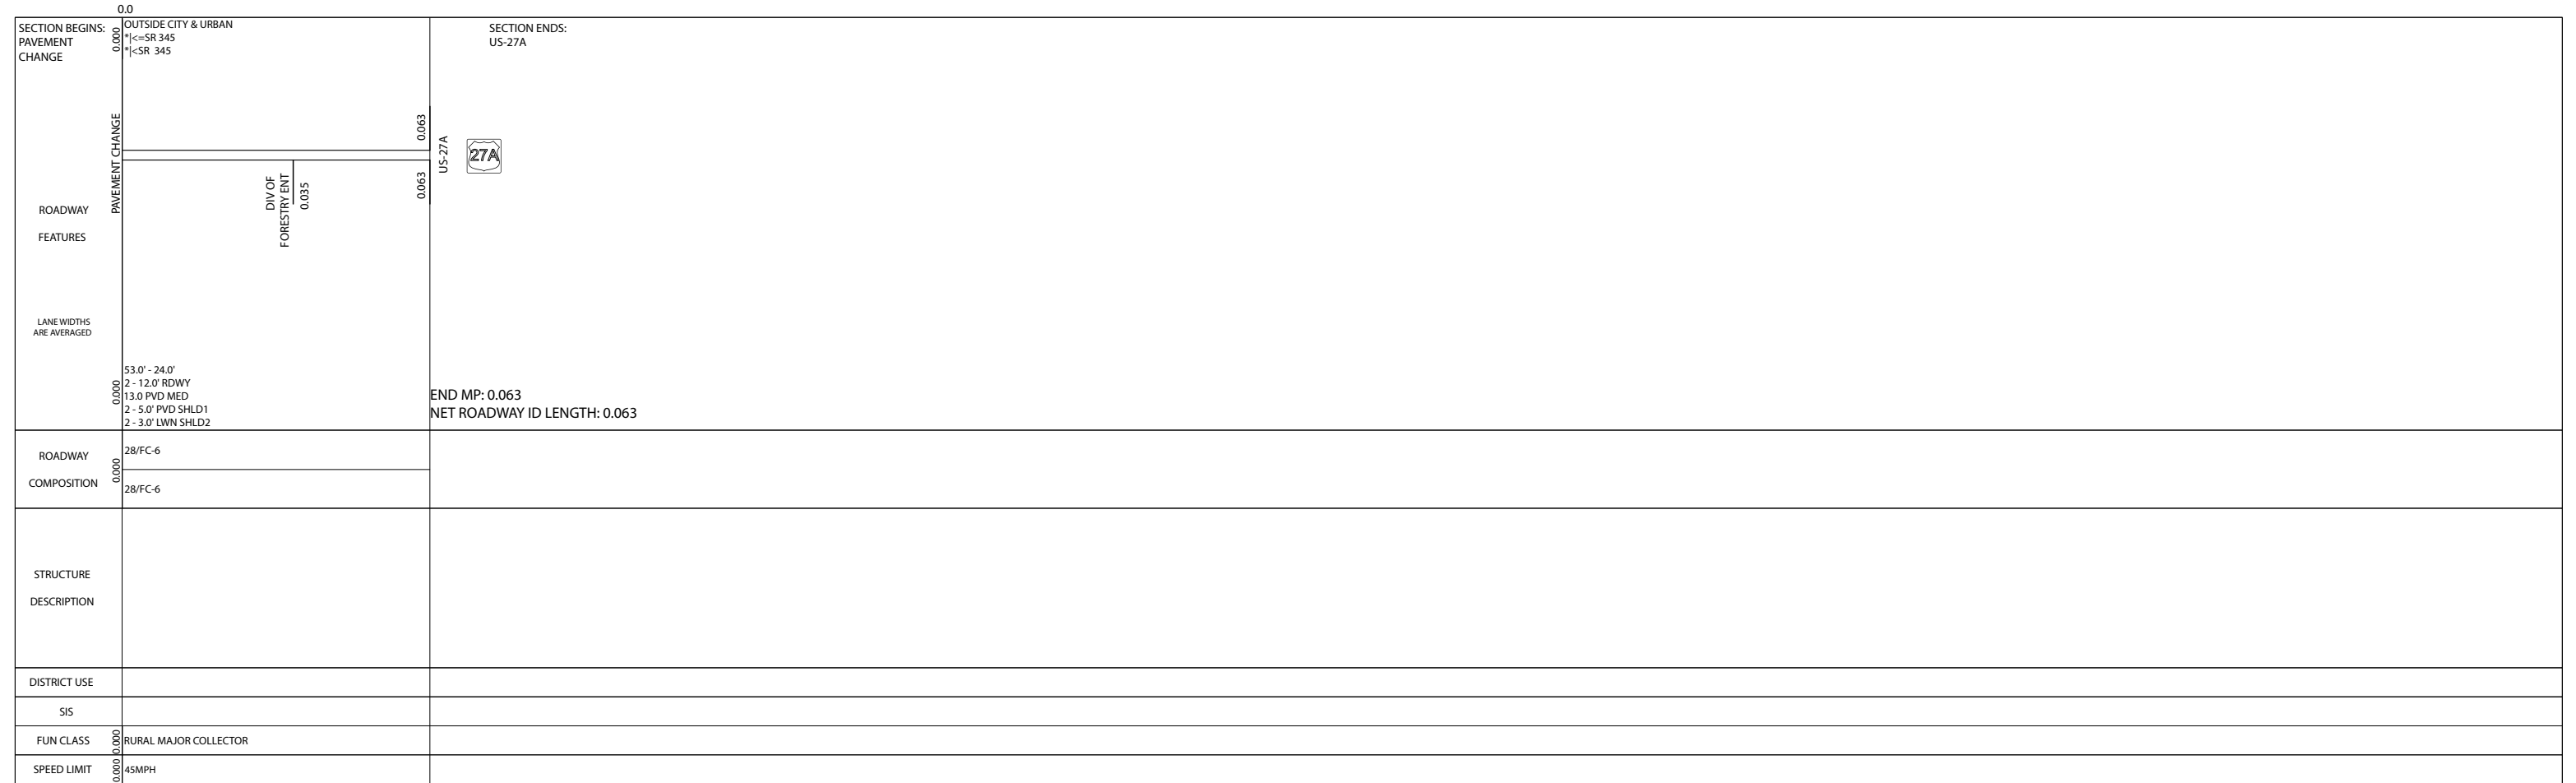 0.0
SECTION BEGINS:
PAVEMENT
CHANGE
0.000
OUTSIDE CITY & URBAN
*|<=SR 345
*|<SR  345
SECTION ENDS:
US-27A
PAVEMENT CHANGE
0.063
US-27A
27A
DIV OF
FORESTRY ENT
0.035
0.063
ROADWAY
FEATURES
LANE WIDTHS
ARE AVERAGED
0.000
53.0' - 24.0'
2 - 12.0' RDWY
13.0 PVD MED
2 - 5.0' PVD SHLD1
2 - 3.0' LWN SHLD2
END MP: 0.063
NET ROADWAY ID LENGTH: 0.063
ROADWAY
COMPOSITION
0.000
28/FC-6
28/FC-6
STRUCTURE
DESCRIPTION
DISTRICT USE
SIS
FUN CLASS
0.000
RURAL MAJOR COLLECTOR
SPEED LIMIT
0.000
45MPH